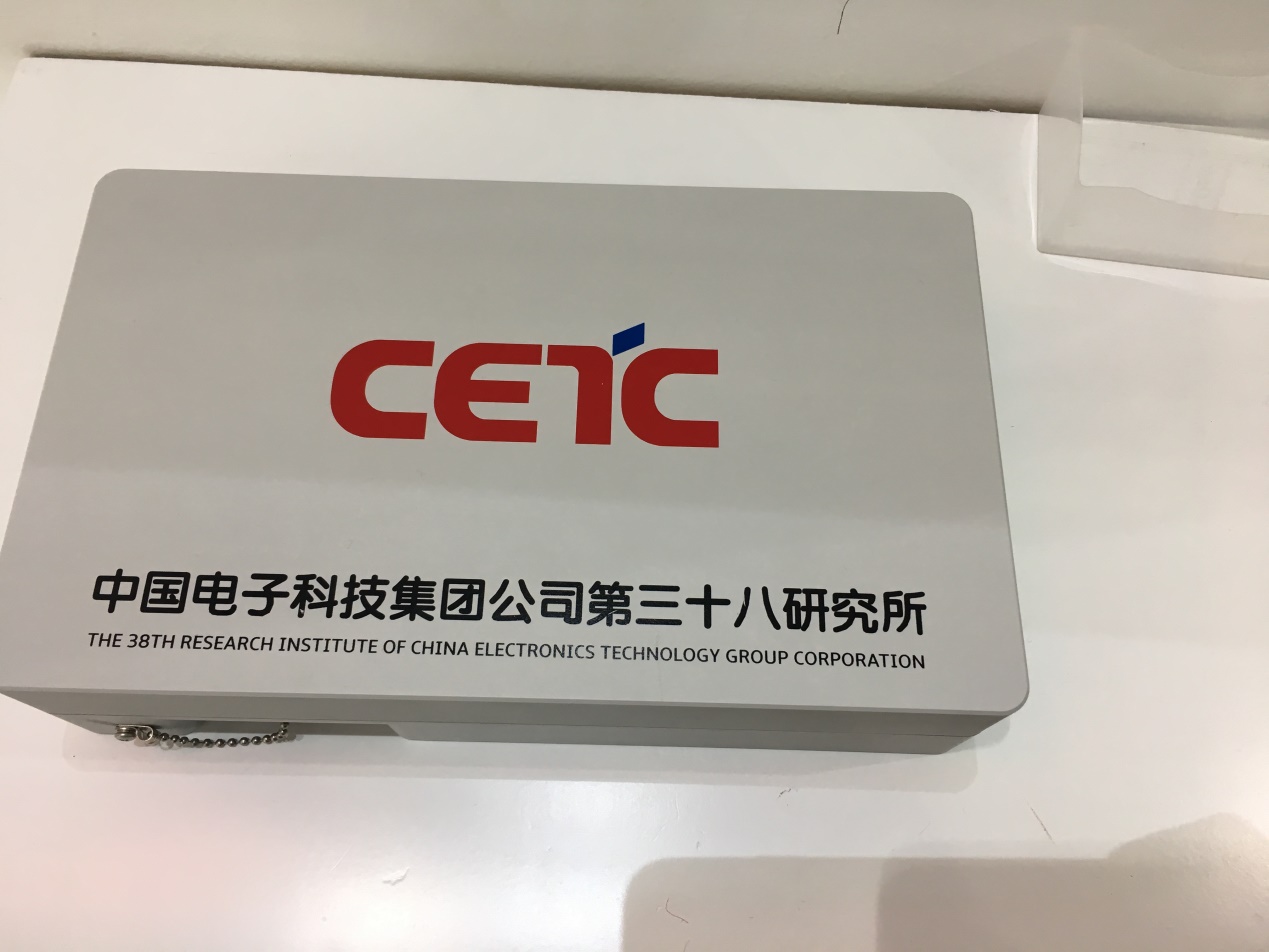 CETC
中国电子科技集团公司第三十八研究所
THE 38TH RESEARCH INSTITUTE OF CHINA ELECTRONICS TECHNOLOGY GROUP CORPORATION